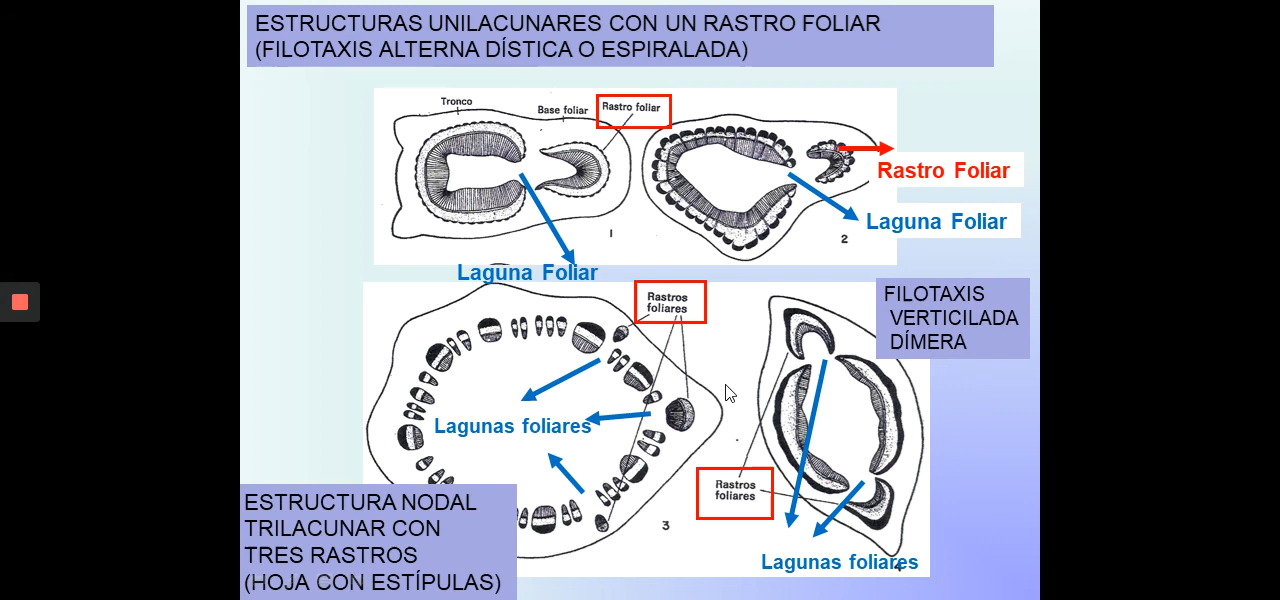 ESTRUCTURAS UNILACUNARES CON UN RASTRO FOLIAR
(FILOTAXIS ALTERNA DÍSTICA O ESPIRALADA)
Tronco
Base foliar
Rastro foliar
Rastro Foliar
Laguna Foliar
1
2
Laguna Foliar
Rastros
foliares
FILOTAXIS
VERTICILADA
DÍMERA
Lagunas foliares
Rastros
foliares
ESTRUCTURA NODAL
TRILACUNAR CON
TRES RASTROS
(HOJA CON ESTÍPULAS)
3
Lagunas foliares
4